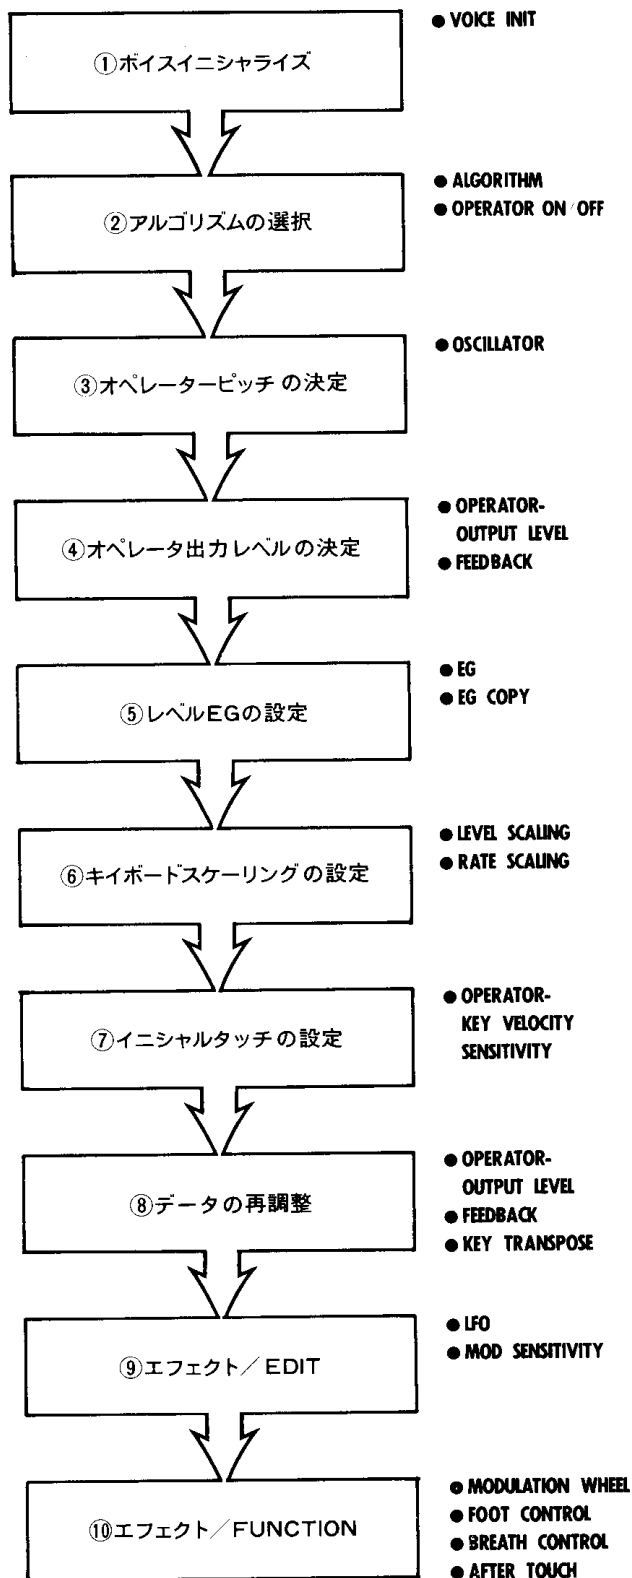 ①ボイスイニシャライズ
● VOICE INIT
②アルゴリズムの選択
● ALGORITHM
● OPERATOR ON/OFF
③オペレーターピッチの決定
● OSCILLATOR
④オペレータ出力レベルの決定
● OPERATOR-
OUTPUT LEVEL
● FEEDBACK
⑤レベルEGの設定
● EG
● EG COPY
⑥キイボードスケーリングの設定
● LEVEL SCALING
● RATE SCALING
⑦イニシャルタッチの設定
● OPERATOR-
KEY VELOCITY
SENSITIVITY
⑧データの再調整
● OPERATOR-
OUTPUT LEVEL
● FEEDBACK
● KEY TRANSPOSE
⑨エフェクト／EDIT
● LFO
● MOD SENSITIVITY
⑩エフェクト／FUNCTION
● MODULATION WHEEL
● FOOT CONTROL
● BREATH CONTROL
● AFTER TOUCH